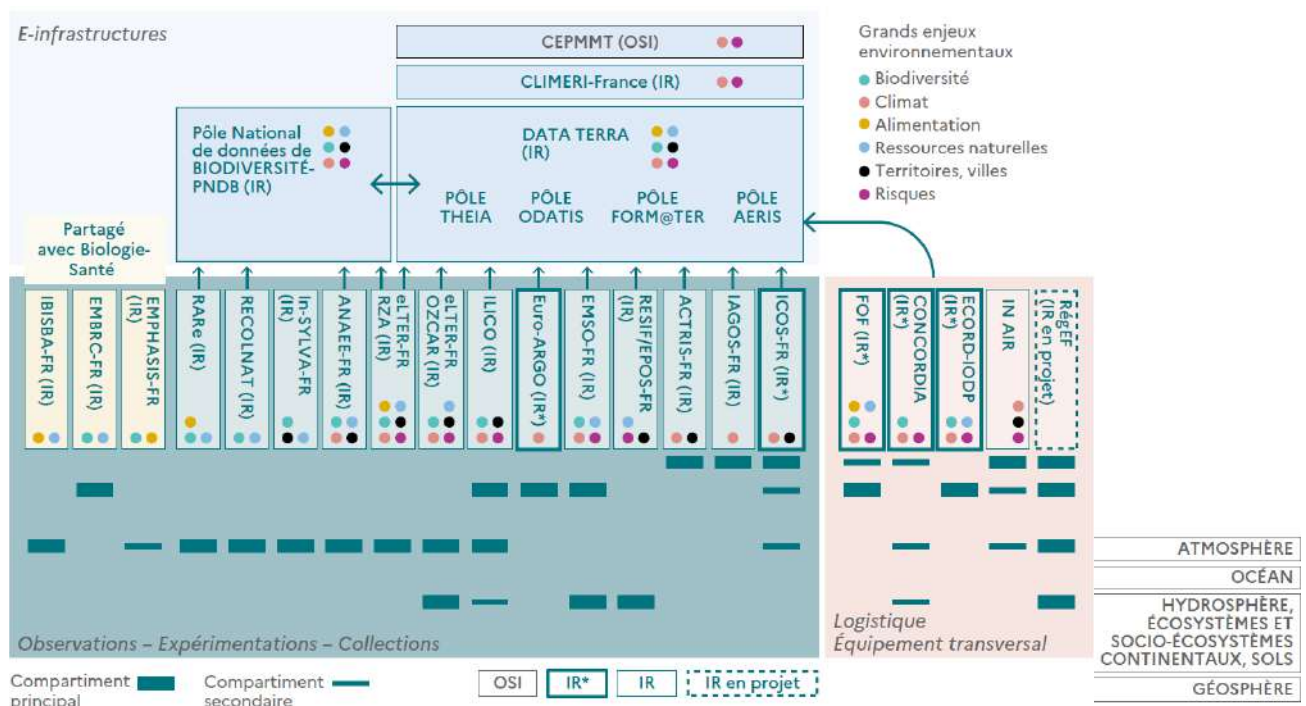 E-infrastructures
CEPMMT (OSI)
CLIMERI-France (IR)
Pôle National
de données de
BIODIVERSITÉ-
PNDB (IR)
DATA TERRA
(IR)
PÔLE
THEIA
PÔLE
ODATIS
PÔLE
FORM@TER
PÔLE
AERIS
Grands enjeux
environnementaux
Biodiversité
Climat
Alimentation
Ressources naturelles
Territoires, villes
Risques
Partagé
avec Biologie-
Santé
IBISBA-FR (IR)
EMBRC-FR (IR)
EMPHASIS-FR
(IR)
RARe (IR)
RECOLNAT (IR)
In-SYLVA-FR
(IR)
ANAEE-FR (IR)
eLTER-FR
RZA (IR)
eLTER-FR
OZCAR (IR)
ILICO (IR)
Euro-ARGO (IR*)
EMSO-FR (IR)
RESIF/EPOS-FR
(IR)
ACTRIS-FR (IR)
IAGOS-FR (IR)
ICOS-FR (IR*)
FOF (IR*)
CONCORDIA
(IR*)
ECORD-IODP
(IR*)
IN AIR
RégEF
(IR en projet)
ATMOSPHÈRE
OCÉAN
HYDROSPHÈRE,
ÉCOSYSTÈMES ET
SOCIO-ÉCOSYSTÈMES
CONTINENTAUX, SOLS
GÉOSPHÈRE
Observations – Expérimentations – Collections
Logistique
Équipement transversal
Compartiment
principal
Compartiment
secondaire
OSI
IR*
IR
IR en projet